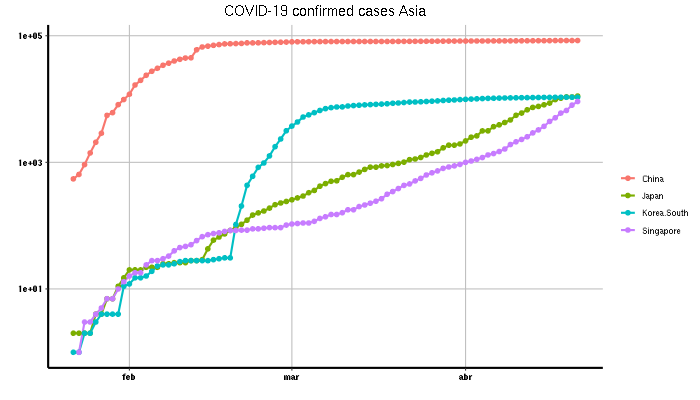 COVID-19 confirmed cases Asia
1e+05
1e+03
1e+01
feb mar abr
China
Japan
Korea.South
Singapore